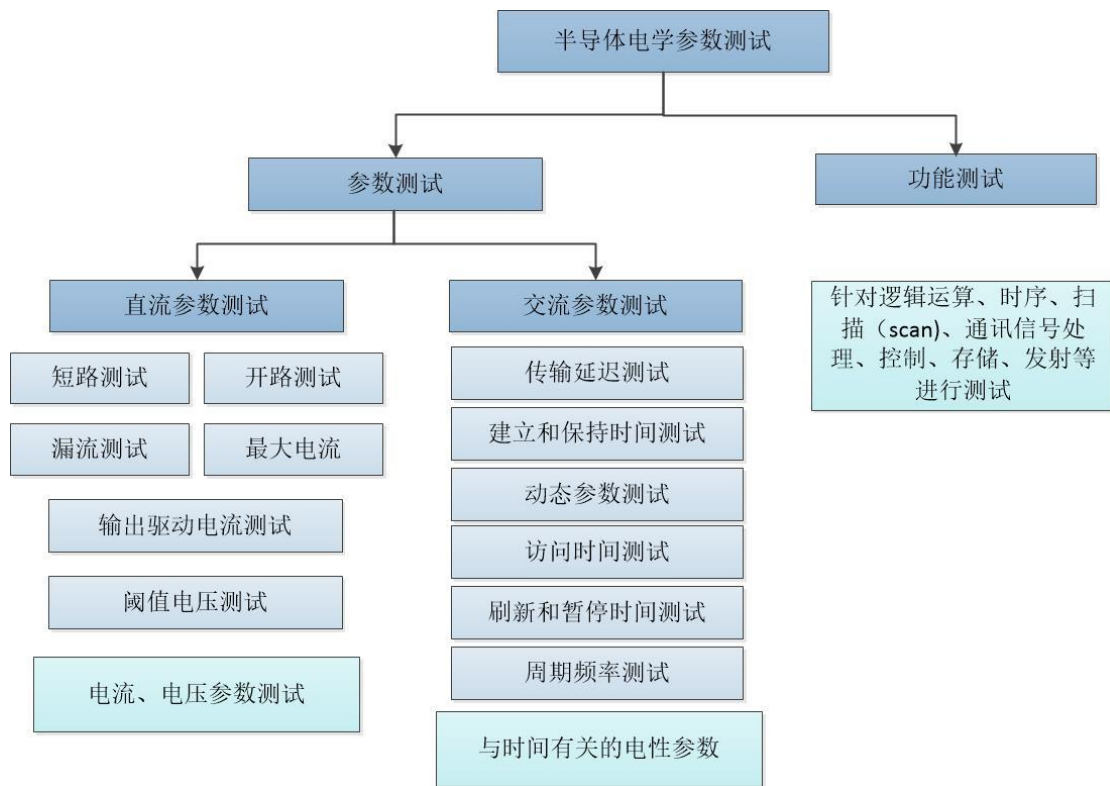 半导体电学参数测试
参数测试
功能测试
直流参数测试
交流参数测试
针对逻辑运算、时序、扫
描（scan)、通讯信号处
理、控制、存储、发射等
进行测试
短路测试
开路测试
漏流测试
最大电流
输出驱动电流测试
阈值电压测试
电流、电压参数测试
传输延迟测试
建立和保持时间测试
动态参数测试
访问时间测试
刷新和暂停时间测试
周期频率测试
与时间有关的电性参数